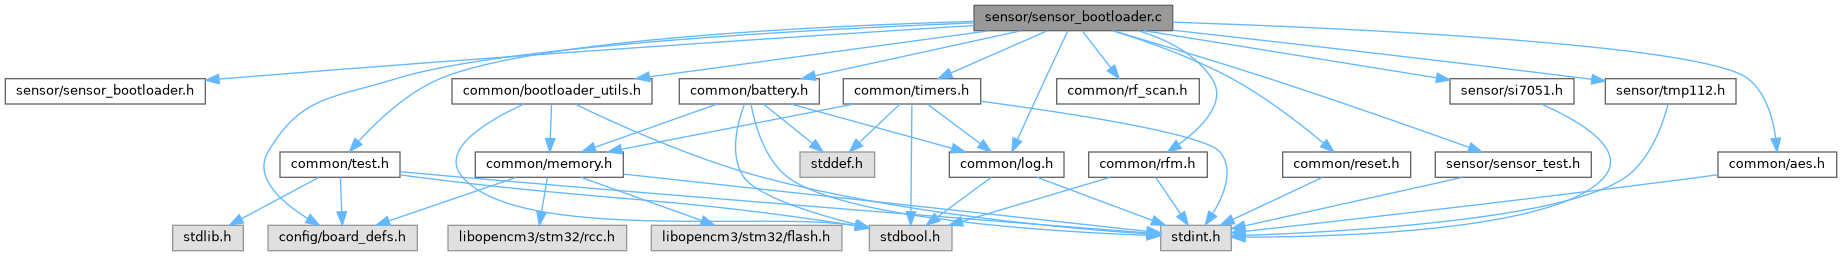 sensor/sensor_bootloader.c
sensor/sensor_bootloader.h
common/bootloader_utils.h
common/battery.h
common/timers.h
common/rf_scan.h
sensor/si7051.h
sensor/tmp112.h
common/test.h
common/memory.h
stddef.h
common/log.h
common/rfm.h
common/reset.h
sensor/sensor_test.h
common/aes.h
stdlib.h
config/board_defs.h
libopencm3/stm32/rcc.h
libopencm3/stm32/flash.h
stdbool.h
stdint.h